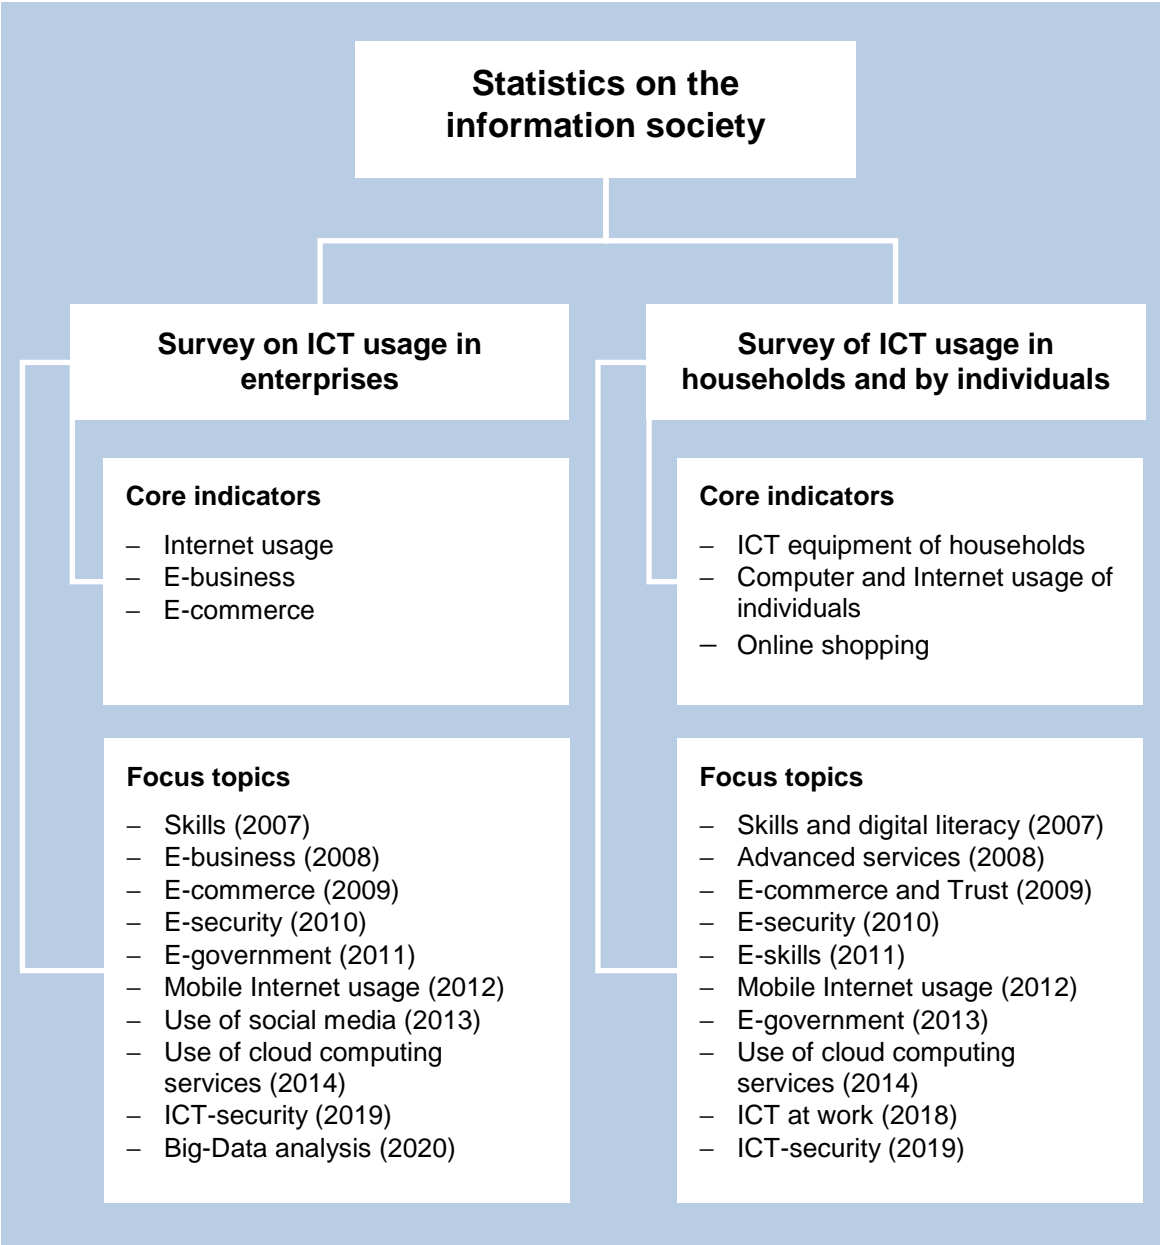 Statistics on the
information society
Survey on ICT usage in
enterprises
Core indicators
– Internet usage
– E-business
– E-commerce
Focus topics
– Skills (2007)
– E-business (2008)
– E-commerce (2009)
– E-security (2010)
– E-government (2011)
– Mobile Internet usage (2012)
– Use of social media (2013)
– Use of cloud computing
services (2014)
– ICT-security (2019)
– Big-Data analysis (2020)
Survey of ICT usage in
households and by individuals
Core indicators
– ICT equipment of households
– Computer and Internet usage of
individuals
– Online shopping
Focus topics
– Skills and digital literacy (2007)
– Advanced services (2008)
– E-commerce and Trust (2009)
– E-security (2010)
– E-skills (2011)
– Mobile Internet usage (2012)
– E-government (2013)
– Use of cloud computing
services (2014)
– ICT at work (2018)
– ICT-security (2019)